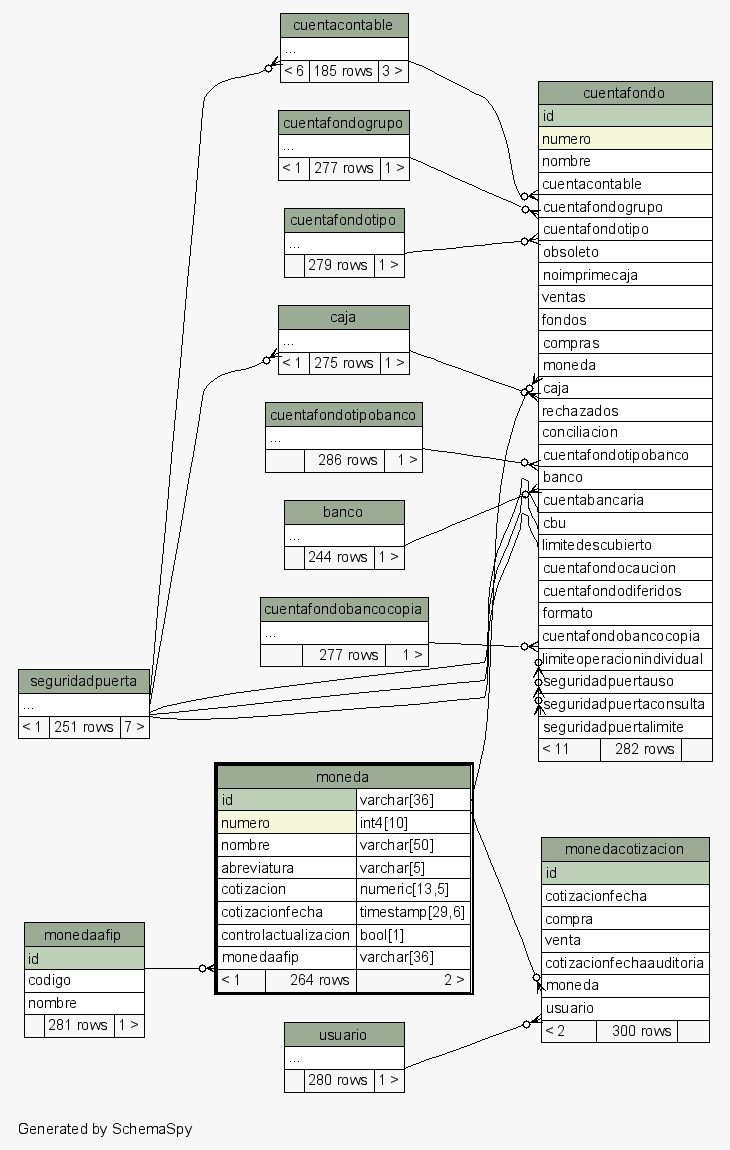 cuentacontable
...
< 6 185 rows 3 >
cuentafondogrupo
...
< 1 277 rows 1 >
cuentafondotipo
...
279 rows 1 >
caja
...
< 1 275 rows 1 >
cuentafondotipobanco
...
286 rows 1 >
banco
...
244 rows 1 >
cuentafondobancocopia
...
277 rows 1 >
cuentafondo
id
numero
nombre
cuentacontable
cuentafondogrupo
cuentafondotipo
obsoleto
noimprimecaja
ventas
fondos
compras
moneda
caja
rechazados
conciliacion
cuentafondotipobanco
banco
cuentabancaria
cbu
limitedescubierto
cuentafondocaucion
cuentafondodiferidos
formato
cuentafondobancocopia
limiteoperacionindividual
seguridadpuertauso
seguridadpuertaconsulta
seguridadpuertalimite
< 11 282 rows
seguridadpuerta
...
< 1 251 rows 7 >
moneda
id varchar[36]
numero int4[10]
nombre varchar[50]
abreviatura varchar[5]
cotizacion numeric[13,5]
cotizacionfecha timestamp[29,6]
controlactualizacion bool[1]
monedaafip varchar[36]
< 1 264 rows 2 >
monedacotizacion
id
cotizacionfecha
compra
venta
cotizacionfechaauditoria
moneda
usuario
< 2 300 rows
monedaafip
id
codigo
nombre
281 rows 1 >
usuario
...
280 rows 1 >
Generated by SchemaSpy